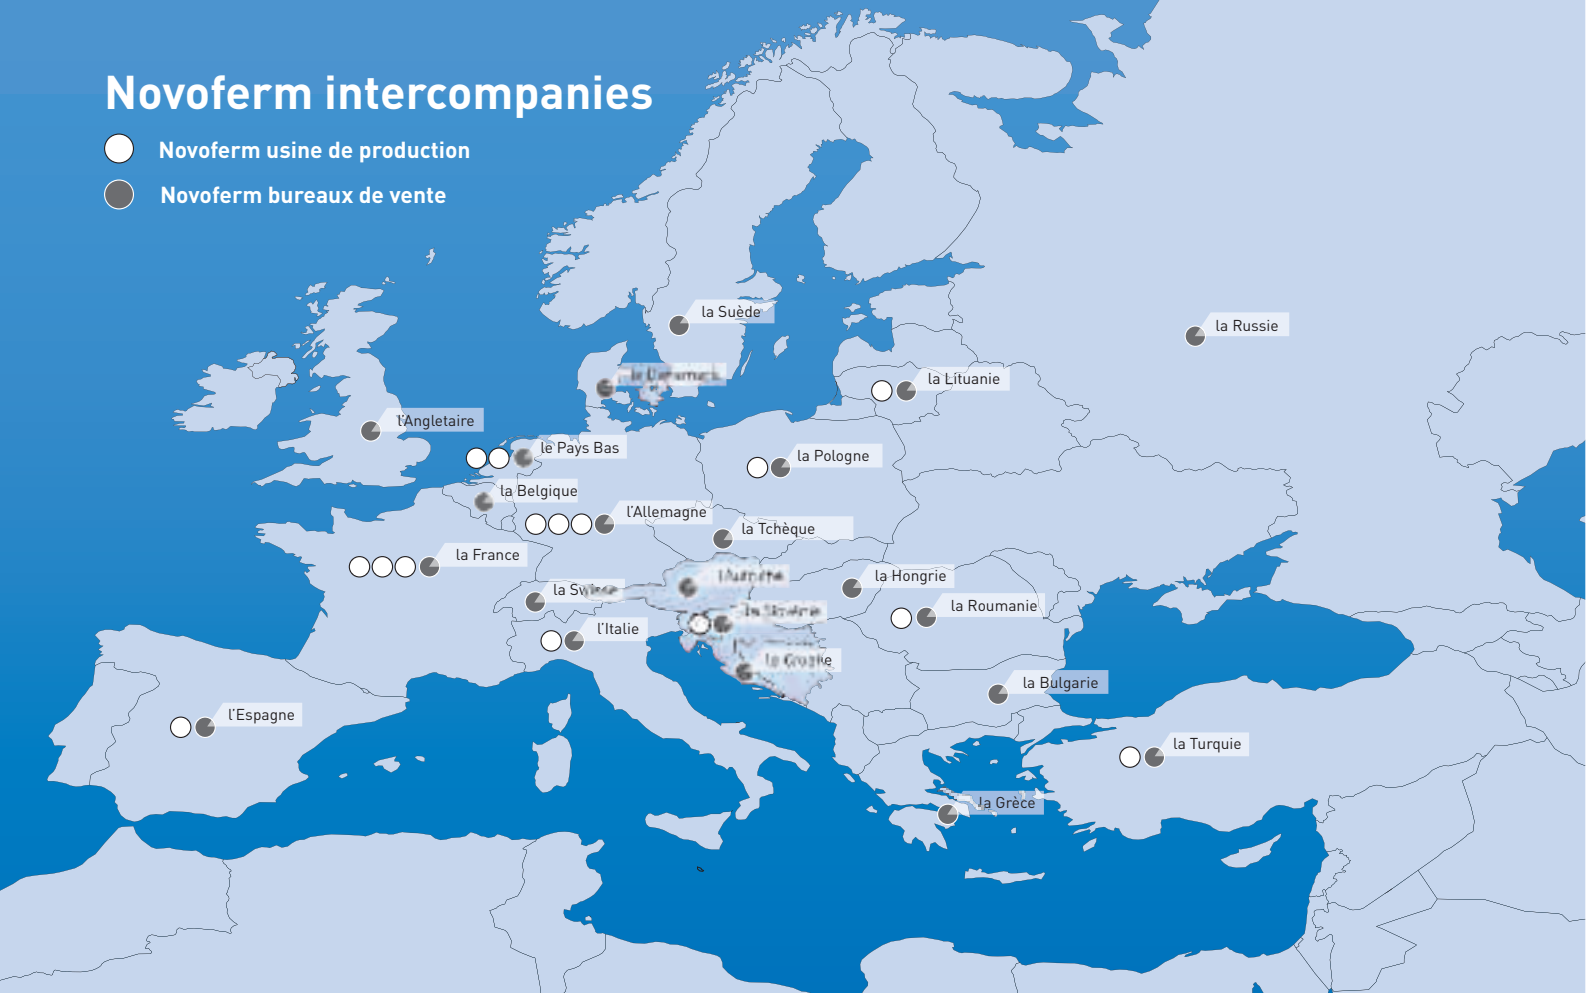 Novoferm intercompanies
Novoferm usine de production
Novoferm bureaux de vente
la Suède
la Russie
la Lituanie
l'Angletaire
le Pays Bas
la Pologne
la Belgique
l'Allemagne
la Tchèque
la France
la Hongrie
la Swisse
la Roumanie
l'Italie
la Bulgarie
l'Espagne
la Turquie
la Grèce